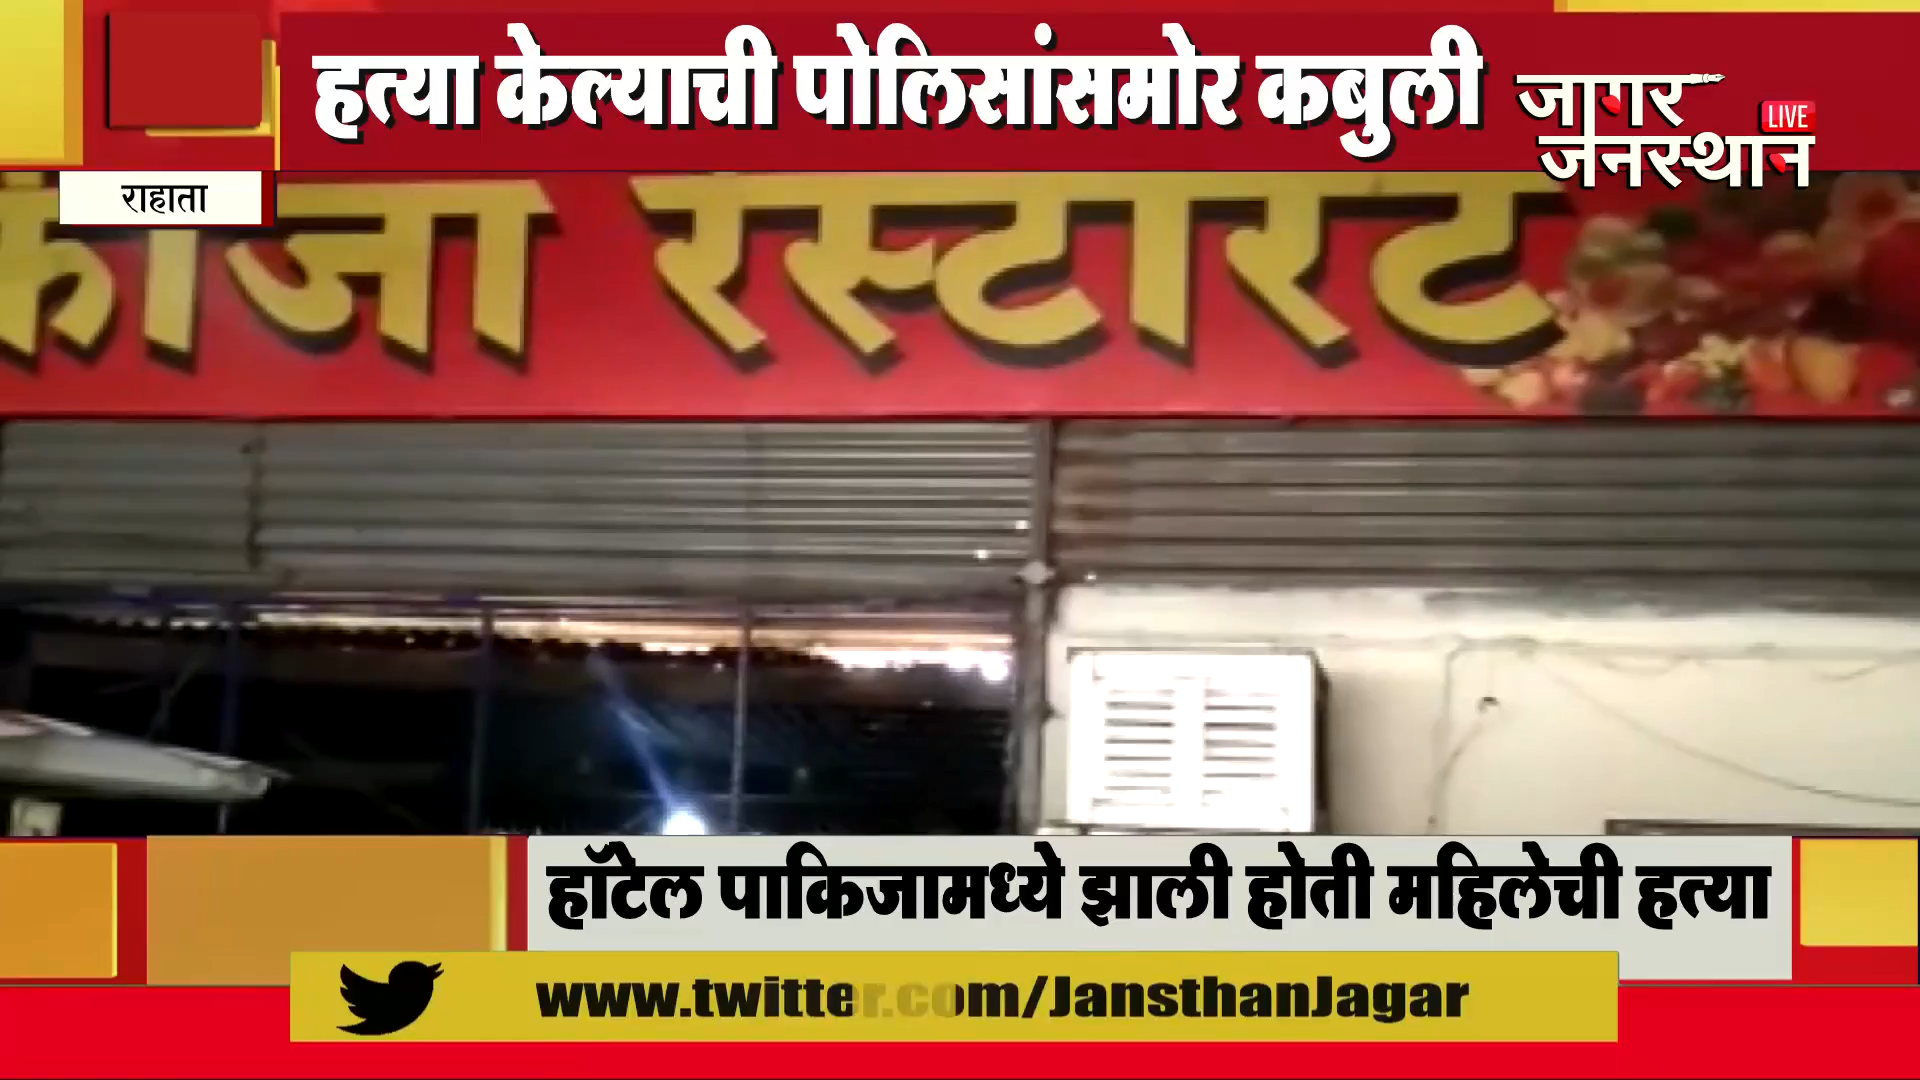 हत्या केल्याची पोलिसांसमोर कबुली
जागर
LIVE
जनस्थान
राहाता
रेस्टॉरंट
हॉटेल पाकिजामध्ये झाली होती महिलेची हत्या
www.twitter.com/JansthanJagar